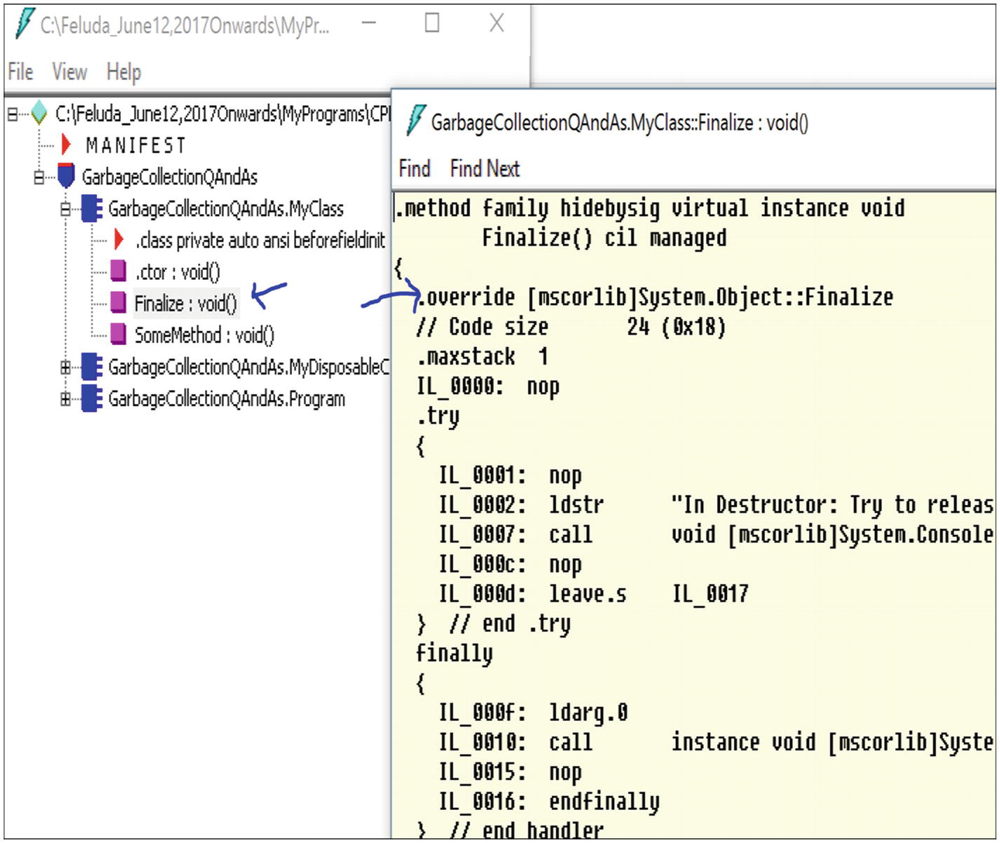 C:\Feluda_June12,2017Onwards\MyPr...
File View Help
C:\Feluda_June12,2017Onwards\MyPrograms\CPI
MANIFEST
GarbageCollectionQAndAs
GarbageCollectionQAndAs.MyClass
.class private auto ansi beforefieldinit
.ctor : void()
Finalize : void()
SomeMethod : void()
GarbageCollectionQAndAs.MyDisposableC
GarbageCollectionQAndAs.Program
GarbageCollectionQAndAs.MyClass::Finalize : void()
Find Find Next
.method family hidebysig virtual instance void
Finalize() cil managed
{
.override [mscorlib]System.Object::Finalize
// Code size 24 (0x18)
.maxstack 1
IL_0000: nop
.try
{
IL_0001: nop
IL_0002: ldstr "In Destructor: Try to releas
IL_0007: call void [mscorlib]System.Console
IL_000c: nop
IL_000d: leave.s IL_0017
} // end .try
finally
{
IL_000f: ldarg.0
IL_0010: call instance void [mscorlib]Syste
IL_0015: nop
IL_0016: endfinally
} // end handler